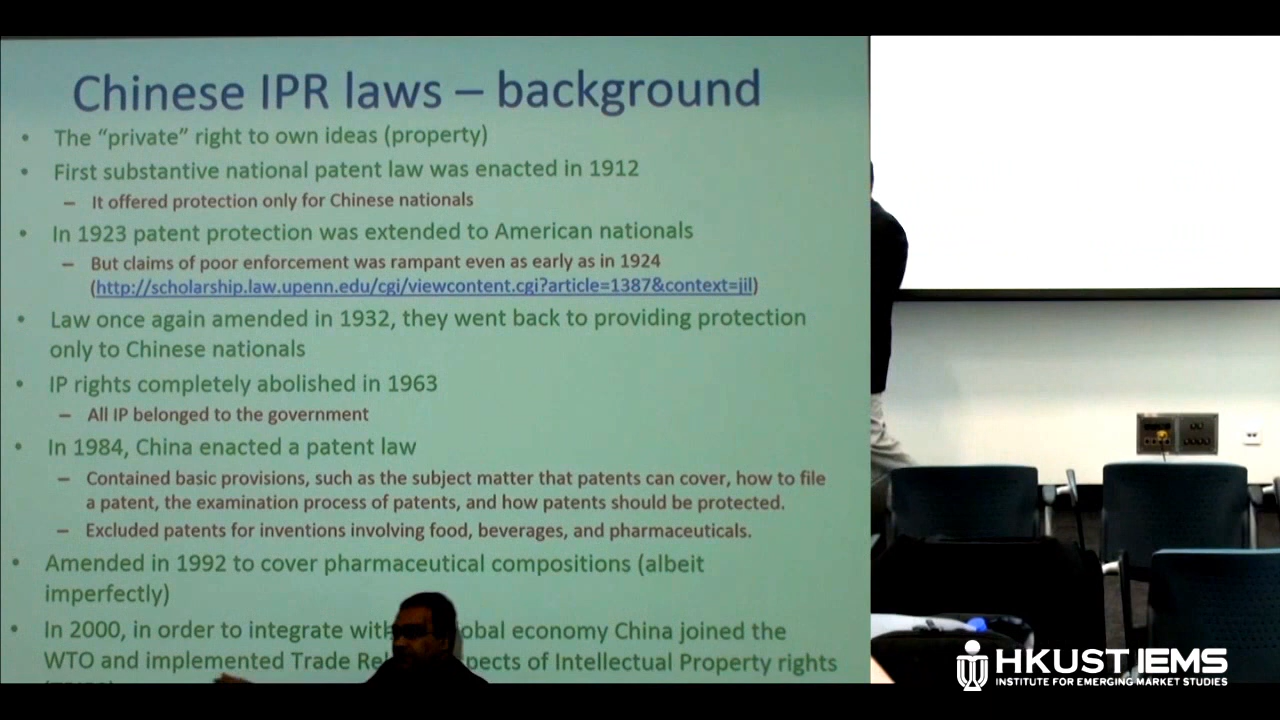 Chinese IPR laws – background
• The “private” right to own ideas (property)
• First substantive national patent law was enacted in 1912
– It offered protection only for Chinese nationals
• In 1923 patent protection was extended to American nationals
– But claims of poor enforcement was rampant even as early as in 1924
(http://scholarship.law.upenn.edu/cgi/viewcontent.cgi?article=1387&context=jil)
• Law once again amended in 1932, they went back to providing protection
only to Chinese nationals
• IP rights completely abolished in 1963
– All IP belonged to the government
• In 1984, China enacted a patent law
– Contained basic provisions, such as the subject matter that patents can cover, how to file
a patent, the examination process of patents, and how patents should be protected.
– Excluded patents for inventions involving food, beverages, and pharmaceuticals.
• Amended in 1992 to cover pharmaceutical compositions (albeit
imperfectly)
• In 2000, in order to integrate economy China joined the
WTO and implemented Trade of Intellectual Property rights
HKUST IEMS
INSTITUTE FOR EMERGING MARKET STUDIES